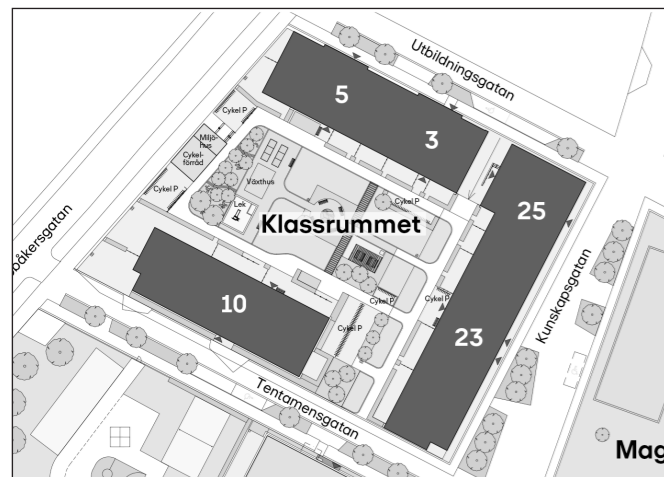 Utbildningsgatan
5
3
Cykel P
Miljö-
hus
Cykel-
förråd
Cykel P
Växthus
Lek
Cykel P
25
Klassrummet
båkersgatan
10
Cykel P
Cykel P
Cykel P
23
Kunskapsgatan
Tentamensgatan
Mag